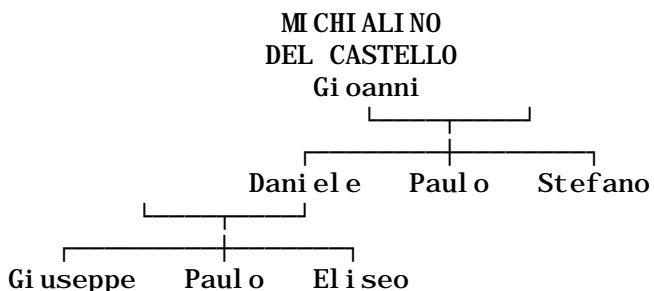 MICHIALINO
DEL CASTELLO
Gioanni
Daniele Paulo Stefano
Giuseppe Paulo Eliseo